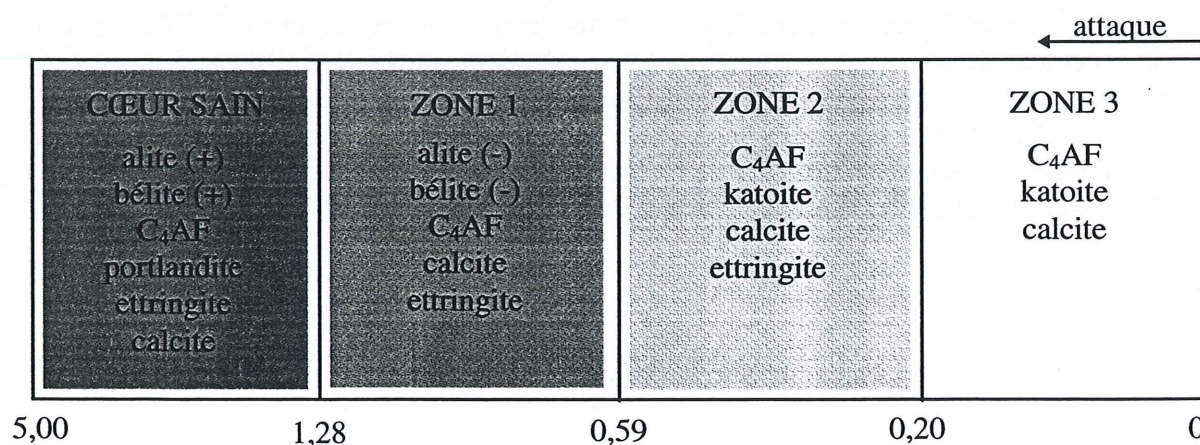 attaque
CŒUR SAIN
alite (+)
bélite (+)
C₄AF
portlandite
ettringite
calcite
ZONE 1
alite (-)
bélite (-)
C₄AF
calcite
ettringite
ZONE 2
C₄AF
katoite
calcite
ettringite
ZONE 3
C₄AF
katoite
calcite
5,00 1,28 0,59 0,20 0